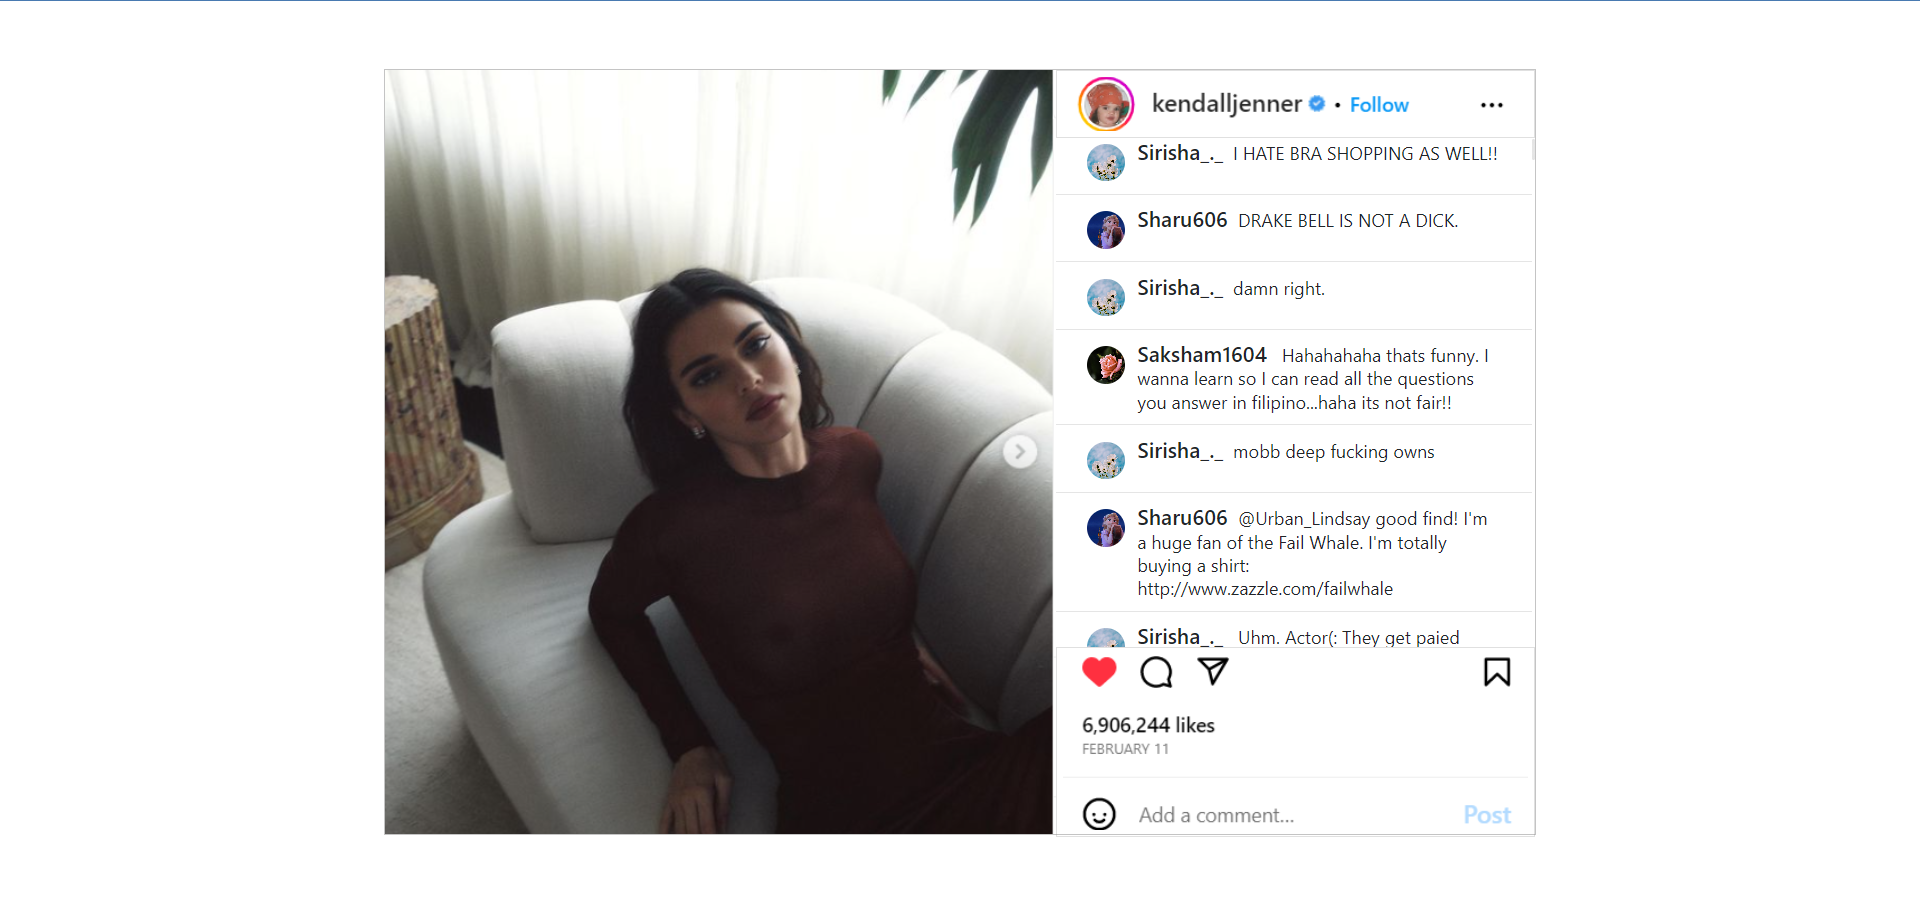 kendalljenner • Follow
Sirisha_._ I HATE BRA SHOPPING AS WELL!!
Sharu606 DRAKE BELL IS NOT A DICK.
Sirisha_._ damn right.
Saksham1604 Hahahahaha thats funny. I
wanna learn so I can read all the questions
you answer in filipino...haha its not fair!!
Sirisha_._ mobb deep fucking owns
Sharu606 @Urban_Lindsay good find! I'm
a huge fan of the Fail Whale. I'm totally
buying a shirt:
http://www.zazzle.com/failwhale
Sirisha_._ Uhm. Actor(: They get paied
6,906,244 likes
FEBRUARY 11
Add a comment...
Post